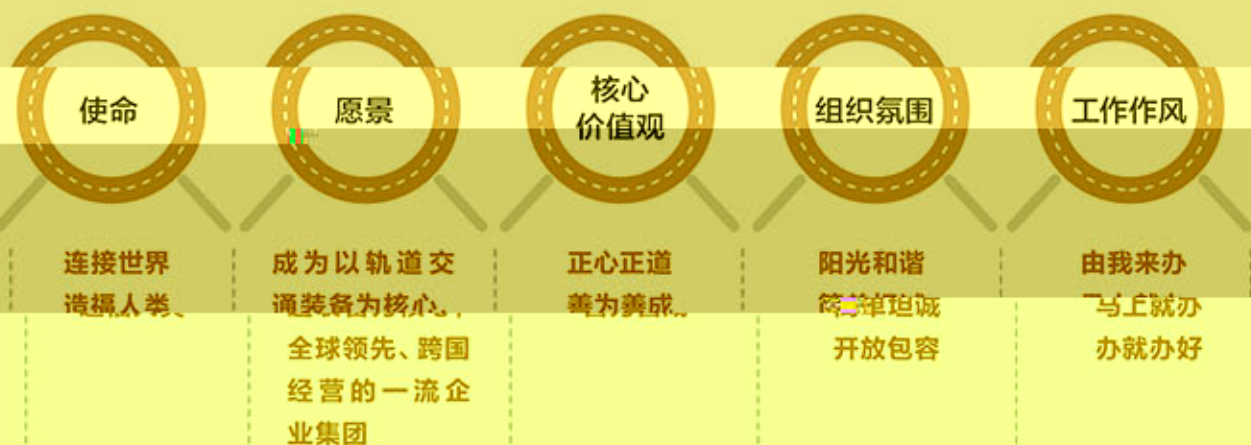 使命
愿景
核心
价值观
组织氛围
工作作风
连接世界
造福人类
成为以轨道交
通装备为核心、
全球领先、跨国
经营的一流企
业集团
正心正道
善为善成
阳光和谐
简单坦诚
开放包容
由我来办
马上就办
办就办好